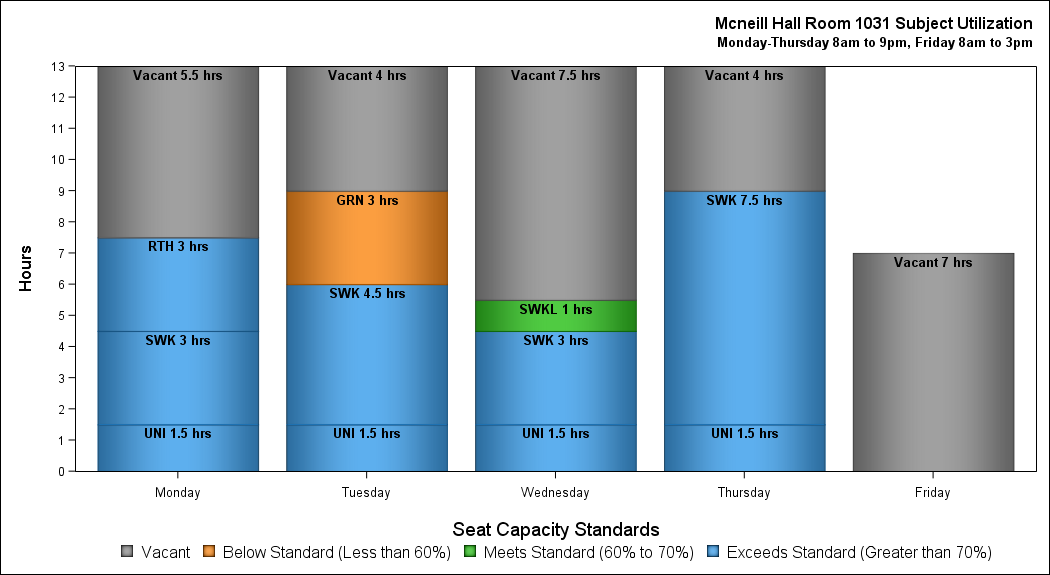 Mcneill Hall Room 1031 Subject Utilization
Monday-Thursday 8am to 9pm, Friday 8am to 3pm
Hours
13
12
11
10
9
8
7
6
5
4
3
2
1
0
Vacant 5.5 hrs
RTH 3 hrs
SWK 3 hrs
UNI 1.5 hrs
Vacant 4 hrs
GRN 3 hrs
SWK 4.5 hrs
UNI 1.5 hrs
Vacant 7.5 hrs
SWKL 1 hrs
SWK 3 hrs
UNI 1.5 hrs
Vacant 4 hrs
SWK 7.5 hrs
UNI 1.5 hrs
Vacant 7 hrs
Monday Tuesday Wednesday Thursday Friday
Seat Capacity Standards
Vacant Below Standard (Less than 60%) Meets Standard (60% to 70%) Exceeds Standard (Greater than 70%)